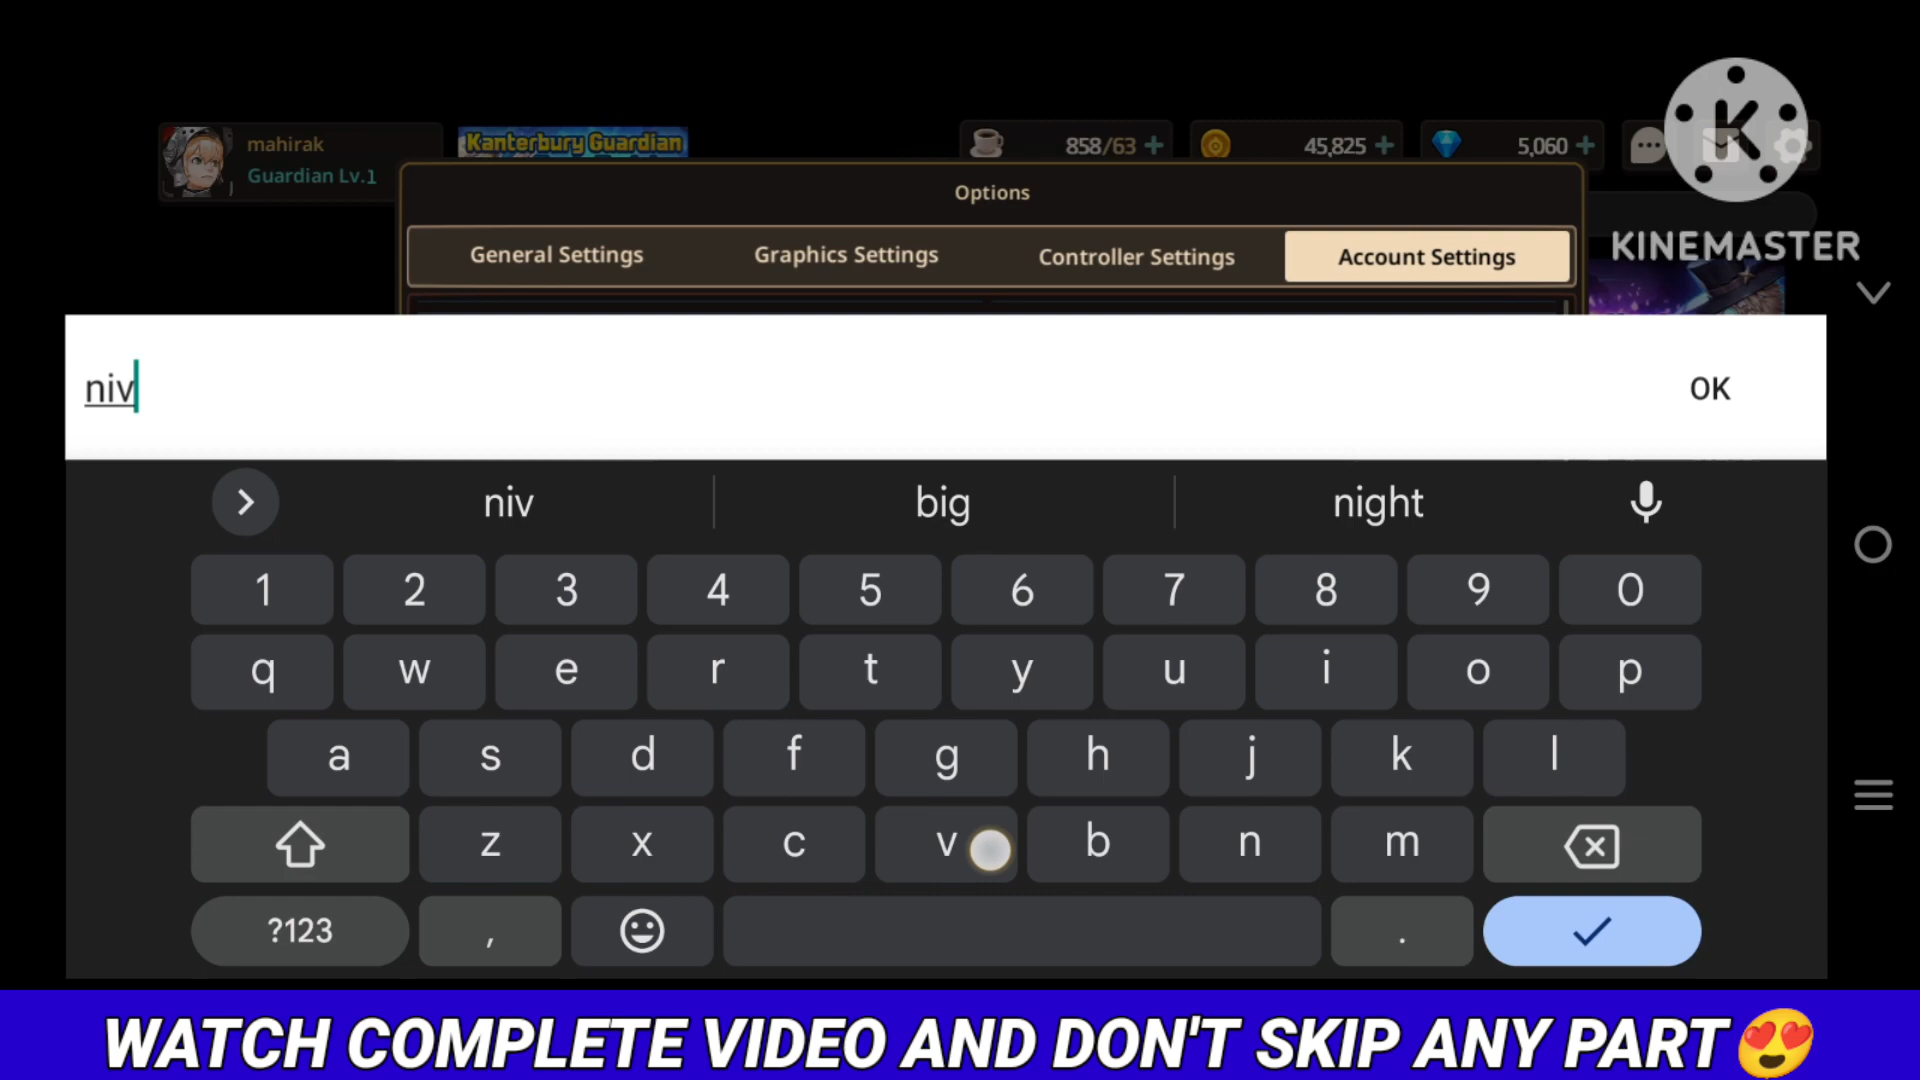 mahirak
Guardian Lv.1
Kanterbury Guardian
858/63 +
45,825 +
5,060 +
K
KINEMASTER
Options
General Settings
Graphics Settings
Controller Settings
Account Settings
niv
OK
niv
big
night
1 2 3 4 5 6 7 8 9 0
q w e r t y u i o p
a s d f g h j k l
z x c v b n m
?123 , .
WATCH COMPLETE VIDEO AND DON'T SKIP ANY PART😍